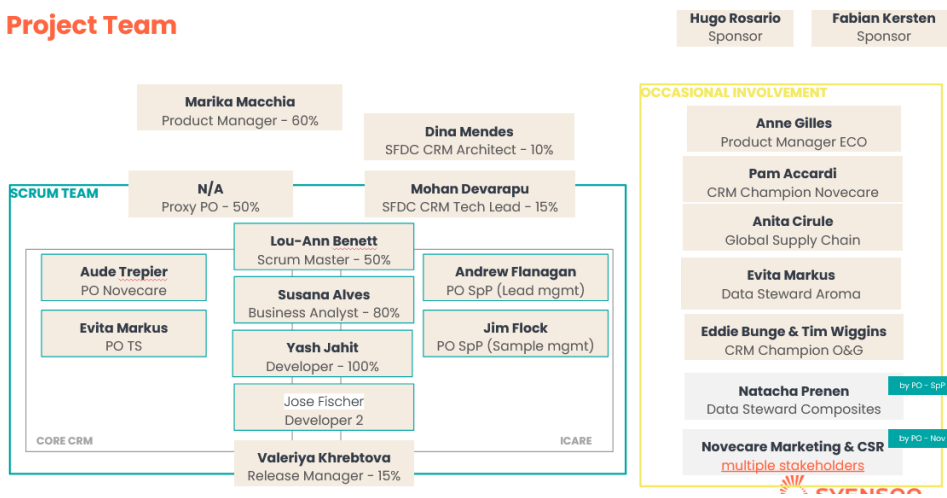 Project Team
Hugo Rosario
Sponsor
Fabian Kersten
Sponsor
Marika Macchia
Product Manager - 60%
Dina Mendes
SFDC CRM Architect - 10%
SCRUM TEAM
N/A
Proxy PO - 50%
Mohan Devarapu
SFDC CRM Tech Lead - 15%
Lou-Ann Benett
Scrum Master - 50%
Aude Trepier
PO Novecare
Andrew Flanagan
PO SpP (Lead mgmt)
Susana Alves
Business Analyst - 80%
Evita Markus
PO TS
Jim Flock
PO SpP (Sample mgmt)
Yash Jahit
Developer - 100%
Jose Fischer
Developer 2
CORE CRM
ICARE
Valeriya Khrebtova
Release Manager - 15%
OCCASIONAL INVOLVEMENT
Anne Gilles
Product Manager ECO
Pam Accardi
CRM Champion Novecare
Anita Cirule
Global Supply Chain
Evita Markus
Data Steward Aroma
Eddie Bunge & Tim Wiggins
CRM Champion O&G
by PO - SpP
Natacha Prenen
Data Steward Composites
by PO - Nov
Novecare Marketing & CSR
multiple stakeholders
SYENSQO